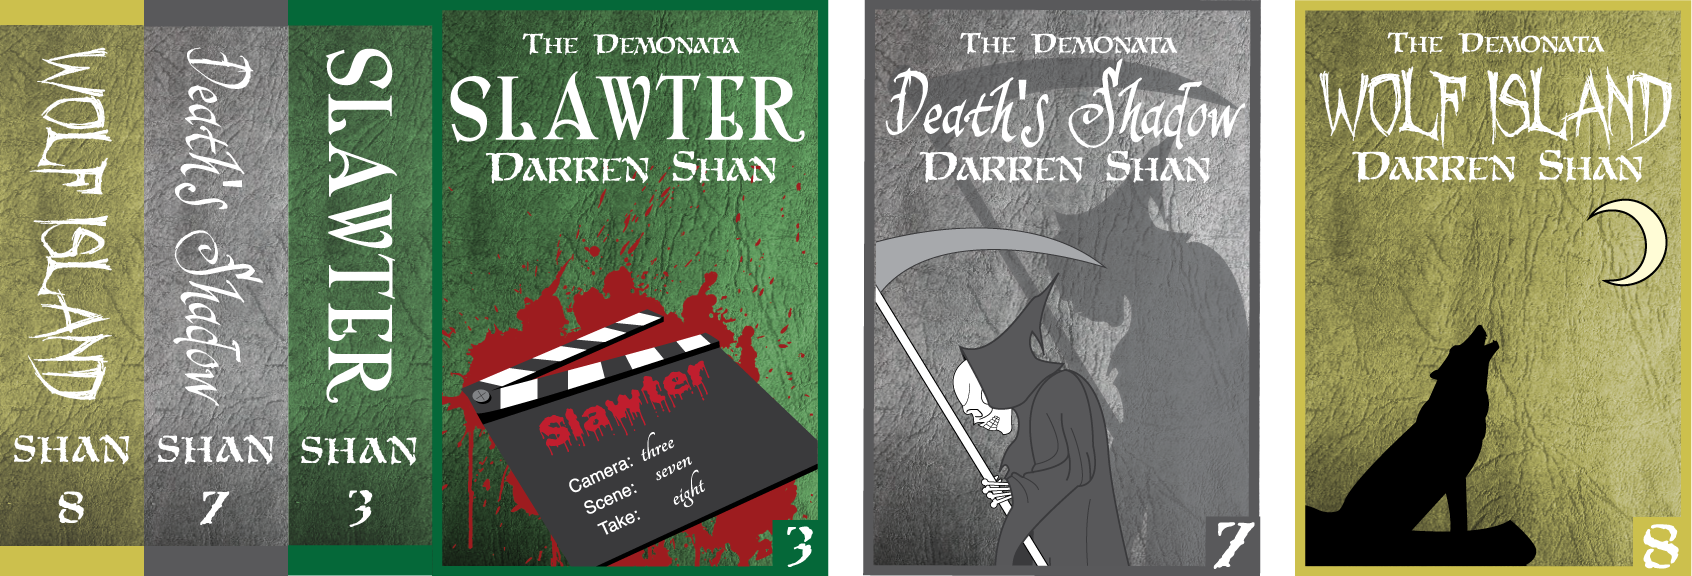 WOLF ISLAND
SHAN
8
Death's Shadow
SHAN
7
SLAWTER
SHAN
3
THE DEMONATA
SLAWTER
DARREN SHAN
Slawter
Camera: three
Scene: seven
Take: eight
3
THE DEMONATA
Death's Shadow
DARREN SHAN
7
THE DEMONATA
WOLF ISLAND
DARREN SHAN
8